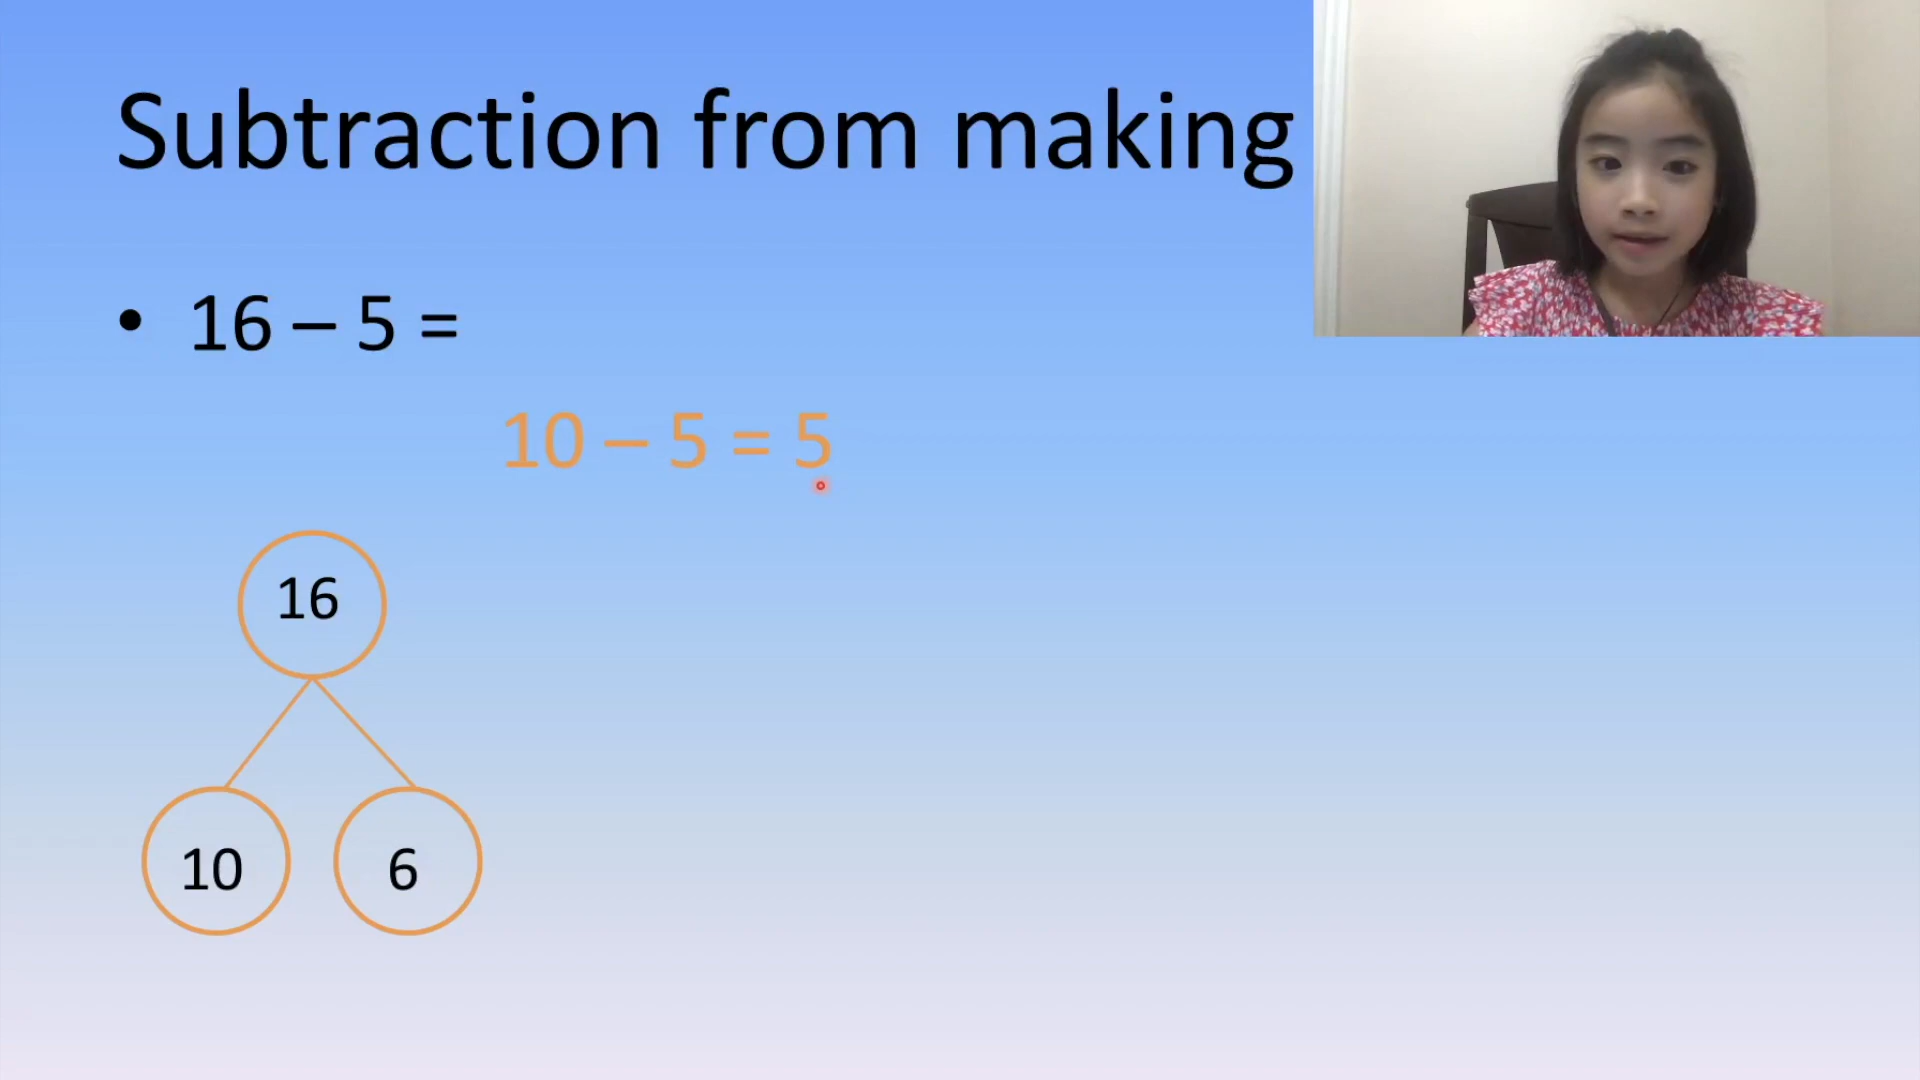 Subtraction from making
• 16 – 5 =
10 – 5 = 5
16
10 6